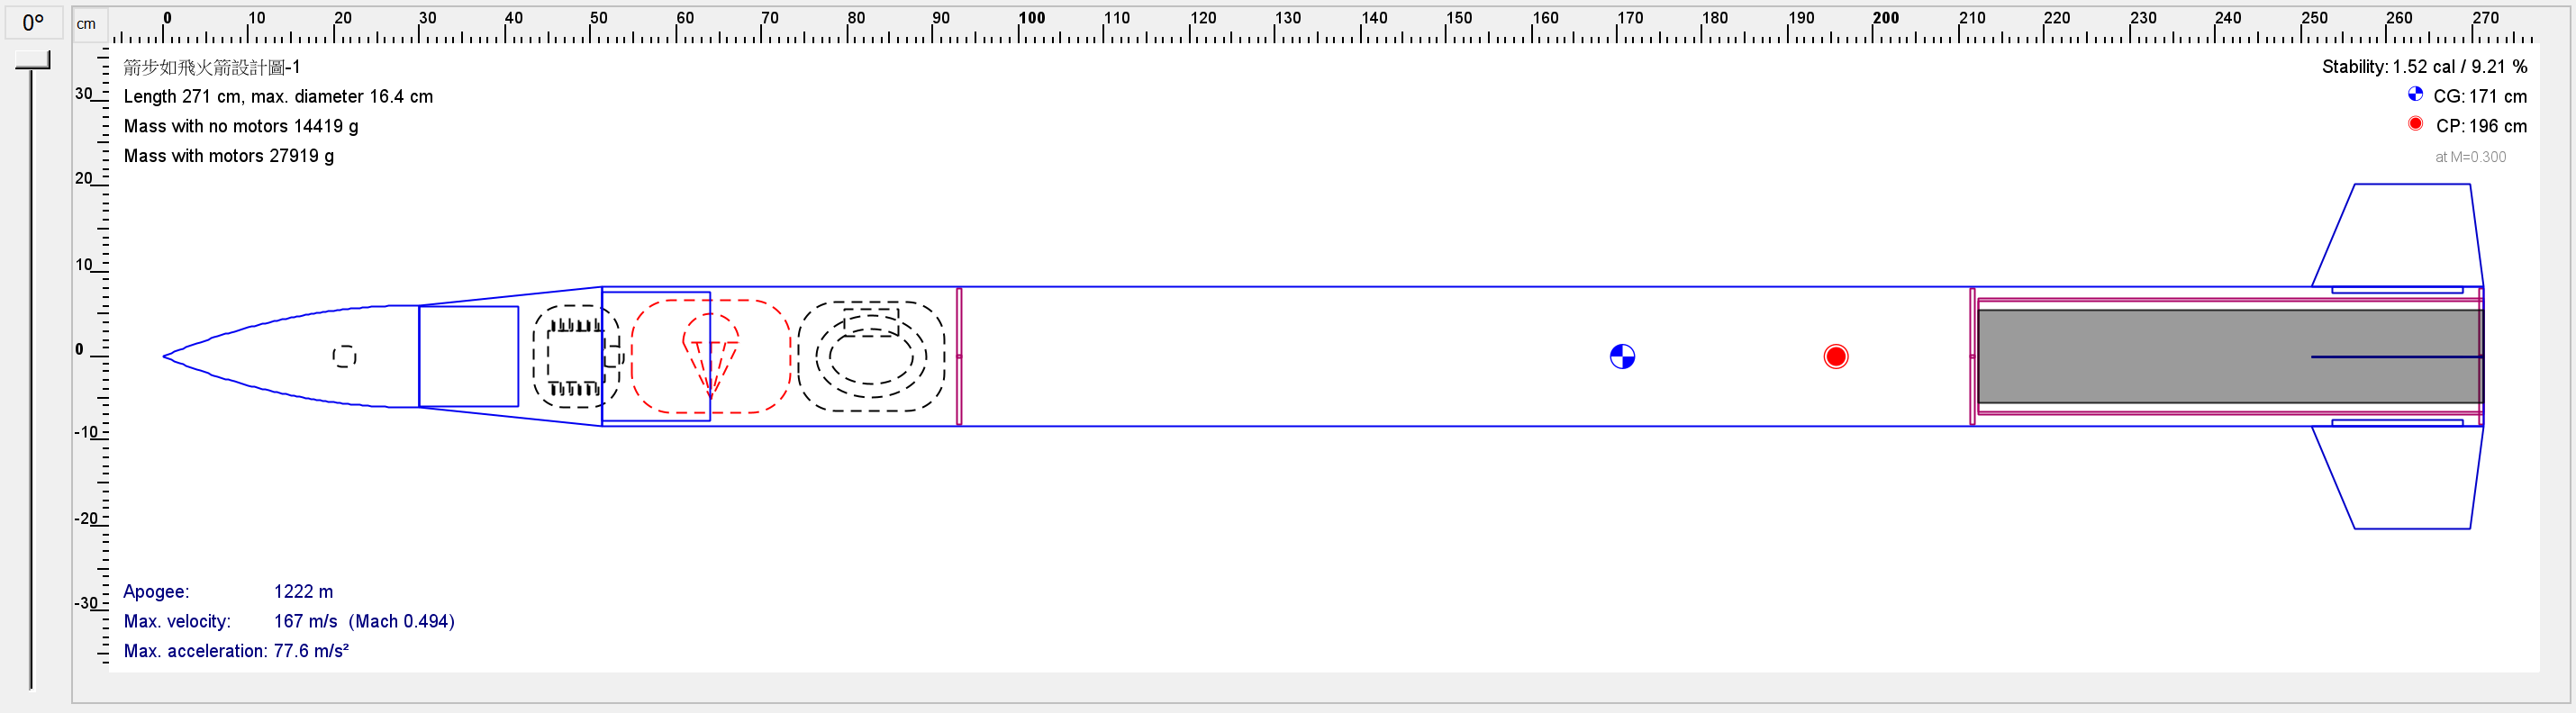 0°
cm
0 10 20 30 40 50 60 70 80 90 100 110 120 130 140 150 160 170 180 190 200 210 220 230 240 250 260 270
箭步如飛火箭設計圖-1
Length 271 cm, max. diameter 16.4 cm
Mass with no motors 14419 g
Mass with motors 27919 g
Stability: 1.52 cal / 9.21 %
CG: 171 cm
CP: 196 cm
at M=0.300
30
20
10
0
-10
-20
-30
Apogee: 1222 m
Max. velocity: 167 m/s (Mach 0.494)
Max. acceleration: 77.6 m/s²